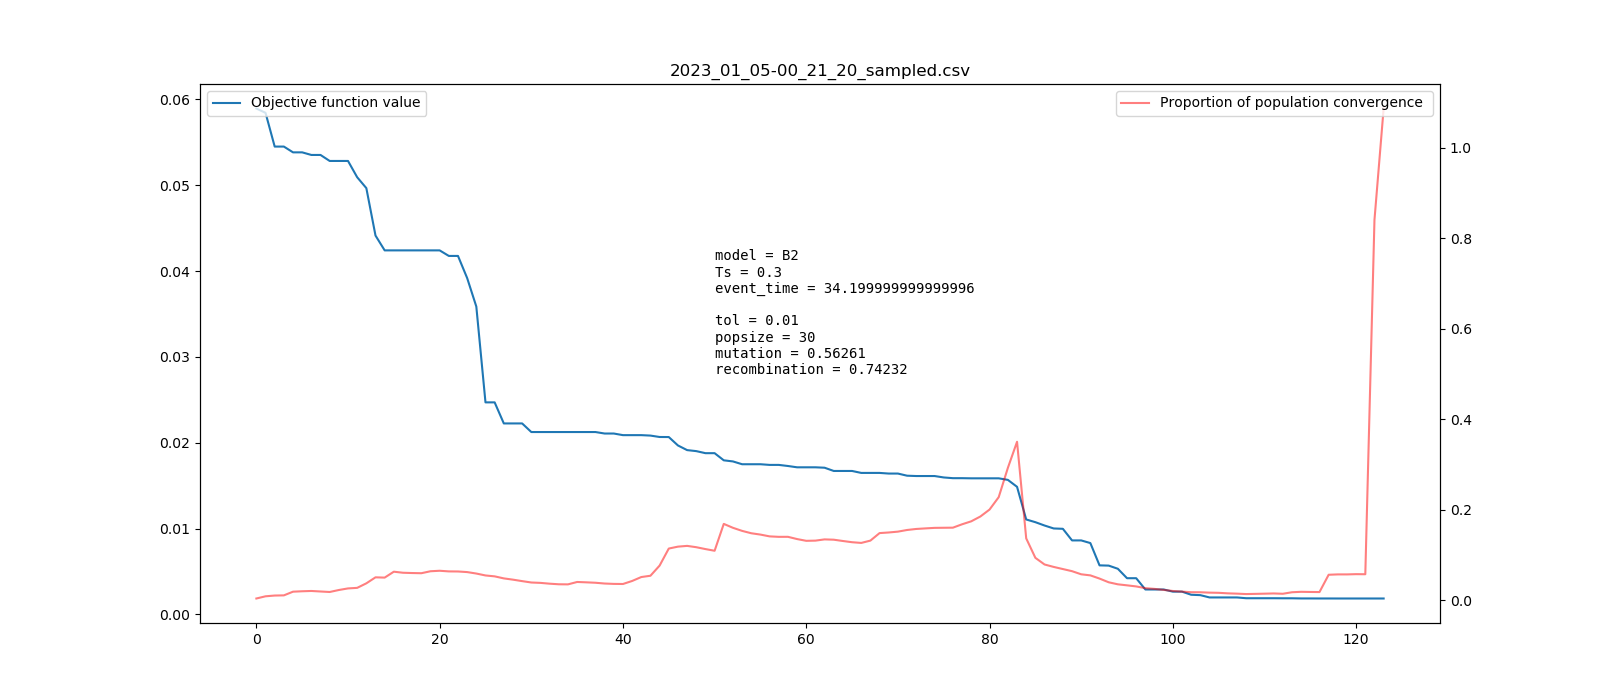 2023_01_05-00_21_20_sampled.csv
Objective function value
Proportion of population convergence
0.06
0.05
0.04
0.03
0.02
0.01
0.00
model = B2
Ts = 0.3
event_time = 34.199999999999996
tol = 0.01
popsize = 30
mutation = 0.56261
recombination = 0.74232
1.0
0.8
0.6
0.4
0.2
0.0
0 20 40 60 80 100 120